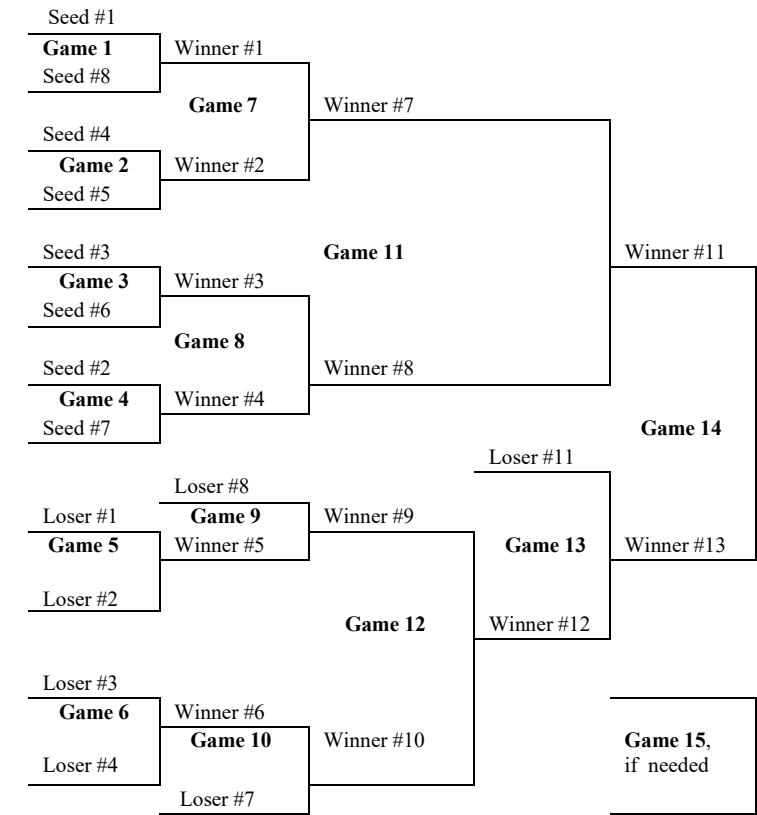 Seed #1
Game 1
Winner #1
Seed #8
Game 7
Winner #7
Seed #4
Game 2
Winner #2
Seed #5
Seed #3
Game 11
Winner #11
Game 3
Winner #3
Seed #6
Game 8
Seed #2
Winner #8
Game 4
Winner #4
Seed #7
Game 14
Loser #11
Loser #8
Loser #1
Game 9
Winner #9
Game 5
Winner #5
Game 13
Winner #13
Loser #2
Game 12
Winner #12
Loser #3
Game 6
Winner #6
Game 10
Winner #10
Game 15,
if needed
Loser #4
Loser #7